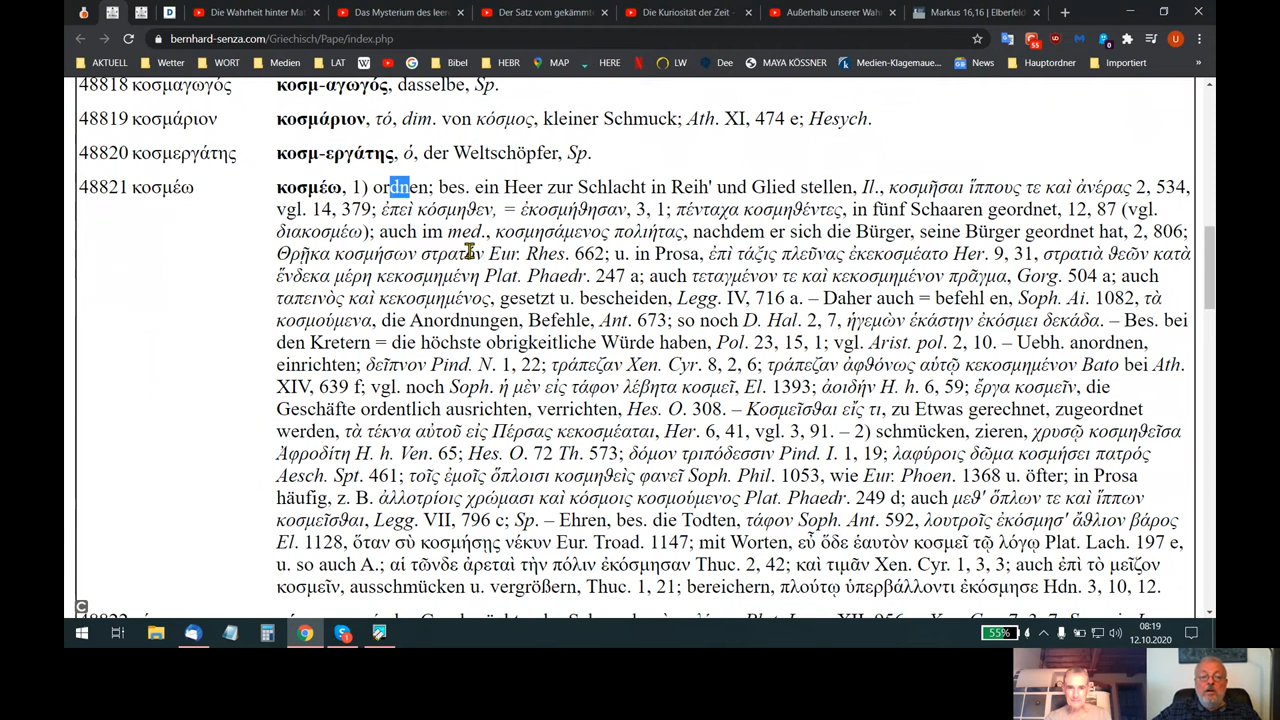 Die Wahrheit hinter Mat
Das Mysterium des leere
Der Satz vom gekämmte
Die Kuriosität der Zeit -
Außerhalb unserer Wah
Markus 16,16 | Elberfeld
bernhard-senza.com/Griechisch/Pape/index.php
AKTUELL Wetter WORT Medien LAT Bibel HEBR MAP HERE LW Dee MAKA KÖSSNER Medien-Klagemaue... News Hauptordner Importiert
48818 κοσμαγωγός κοσμ-αγωγός, dasselbe, Sp.
48819 κοσμάριον κοσμάριον, τό, dim. von κόσμος, kleiner Schmuck; Ath. XI, 474 e; Hesych.
48820 κοσμεργάτης κοσμ-εργάτης, ὁ, der Weltschöpfer, Sp.
48821 κοσμέω κοσμέω, 1) ordnen; bes. ein Heer zur Schlacht in Reih' und Glied stellen, Il., κοσμῆσαι ἵππους τε καὶ ἀνέρας 2, 534,
vgl. 14, 379; ἐπεὶ κόσμηθεν, = ἐκοσμήθησαν, 3, 1; πένταχα κοσμηθέντες, in fünf Schaaren geordnet, 12, 87 (vgl.
διακοσμέω); auch im med., κοσμησάμενος πολιήτας, nachdem er sich die Bürger, seine Bürger geordnet hat, 2, 806;
Θρῇκα κοσμήσων στρατὸν Eur. Rhes. 662; u. in Prosa, ἐπὶ τάξις πλεῦνας ἐκεκοσμέατο Her. 9, 31, στρατιὰ θεῶν κατὰ
ἕνδεκα μέρη κεκοσμημένη Plat. Phaedr. 247 a; auch τεταγμένον τε καὶ κεκοσμημένον πρᾶγμα, Gorg. 504 a; auch
ταπεινὸς καὶ κεκοσμημένος, gesetzt u. bescheiden, Legg. IV, 716 a. – Daher auch = befehl en, Soph. Ai. 1082, τὰ
κοσμούμενα, die Anordnungen, Befehle, Ant. 673; so noch D. Hal. 2, 7, ἡγεμὼν ἑκάστην ἐκόσμει δεκάδα. – Bes. bei
den Kretern = die höchste obrigkeitliche Würde haben, Pol. 23, 15, 1; vgl. Arist. pol. 2, 10. – Uebh. anordnen,
einrichten; δεῖπνον Pind. N. 1, 22; τράπεζαν Xen. Cyr. 8, 2, 6; τράπεζαν ἀφθόνως αὐτῷ κεκοσμημένον Bato bei Ath.
XIV, 639 f; vgl. noch Soph. ἡ μὲν εἰς τάφον λέβητα κοσμεῖ, El. 1393; ἀοιδήν H. h. 6, 59; ἔργα κοσμεῖν, die
Geschäfte ordentlich ausrichten, verrichten, Hes. O. 308. – Κοσμεῖσθαι εἴς τι, zu Etwas gerechnet, zugeordnet
werden, τὰ τέκνα αὐτοῦ εἰς Πέρσας κεκοσμέαται, Her. 6, 41, vgl. 3, 91. – 2) schmücken, zieren, χρυσῷ κοσμηθεῖσα
Ἀφροδίτη H. h. Ven. 65; Hes. O. 72 Th. 573; δόμον τριπόδεσσιν Pind. I. 1, 19; λαφύροις δῶμα κοσμήσει πατρός
Aesch. Spt. 461; τοῖς ἐμοῖς ὅπλοισι κοσμηθεὶς φανεῖ Soph. Phil. 1053, wie Eur. Phoen. 1368 u. öfter; in Prosa
häufig, z. B. ἀλλοτρίοις χρώμασι καὶ κόσμοις κοσμούμενος Plat. Phaedr. 249 d; auch μεθ' ὅπλων τε καὶ ἵππων
κοσμεῖσθαι, Legg. VII, 796 c; Sp. – Ehren, bes. die Todten, τάφον Soph. Ant. 592, λουτροῖς ἐκόσμησ' ἄθλιον βάρος
El. 1128, ὅταν σὺ κοσμήσῃς νέκυν Eur. Troad. 1147; mit Worten, εὖ ὅδε ἑαυτὸν κοσμεῖ τῷ λόγῳ Plat. Lach. 197 e,
u. so auch A.; αἱ τῶνδε ἀρεταὶ τὴν πόλιν ἐκόσμησαν Thuc. 2, 42; καὶ τιμᾶν Xen. Cyr. 1, 3, 3; auch ἐπὶ τὸ μεῖζον
κοσμεῖν, ausschmücken u. vergrößern, Thuc. 1, 21; bereichern, πλούτῳ ὑπερβάλλοντι ἐκόσμησε Hdn. 3, 10, 12.
55%
08:19
12.10.2020